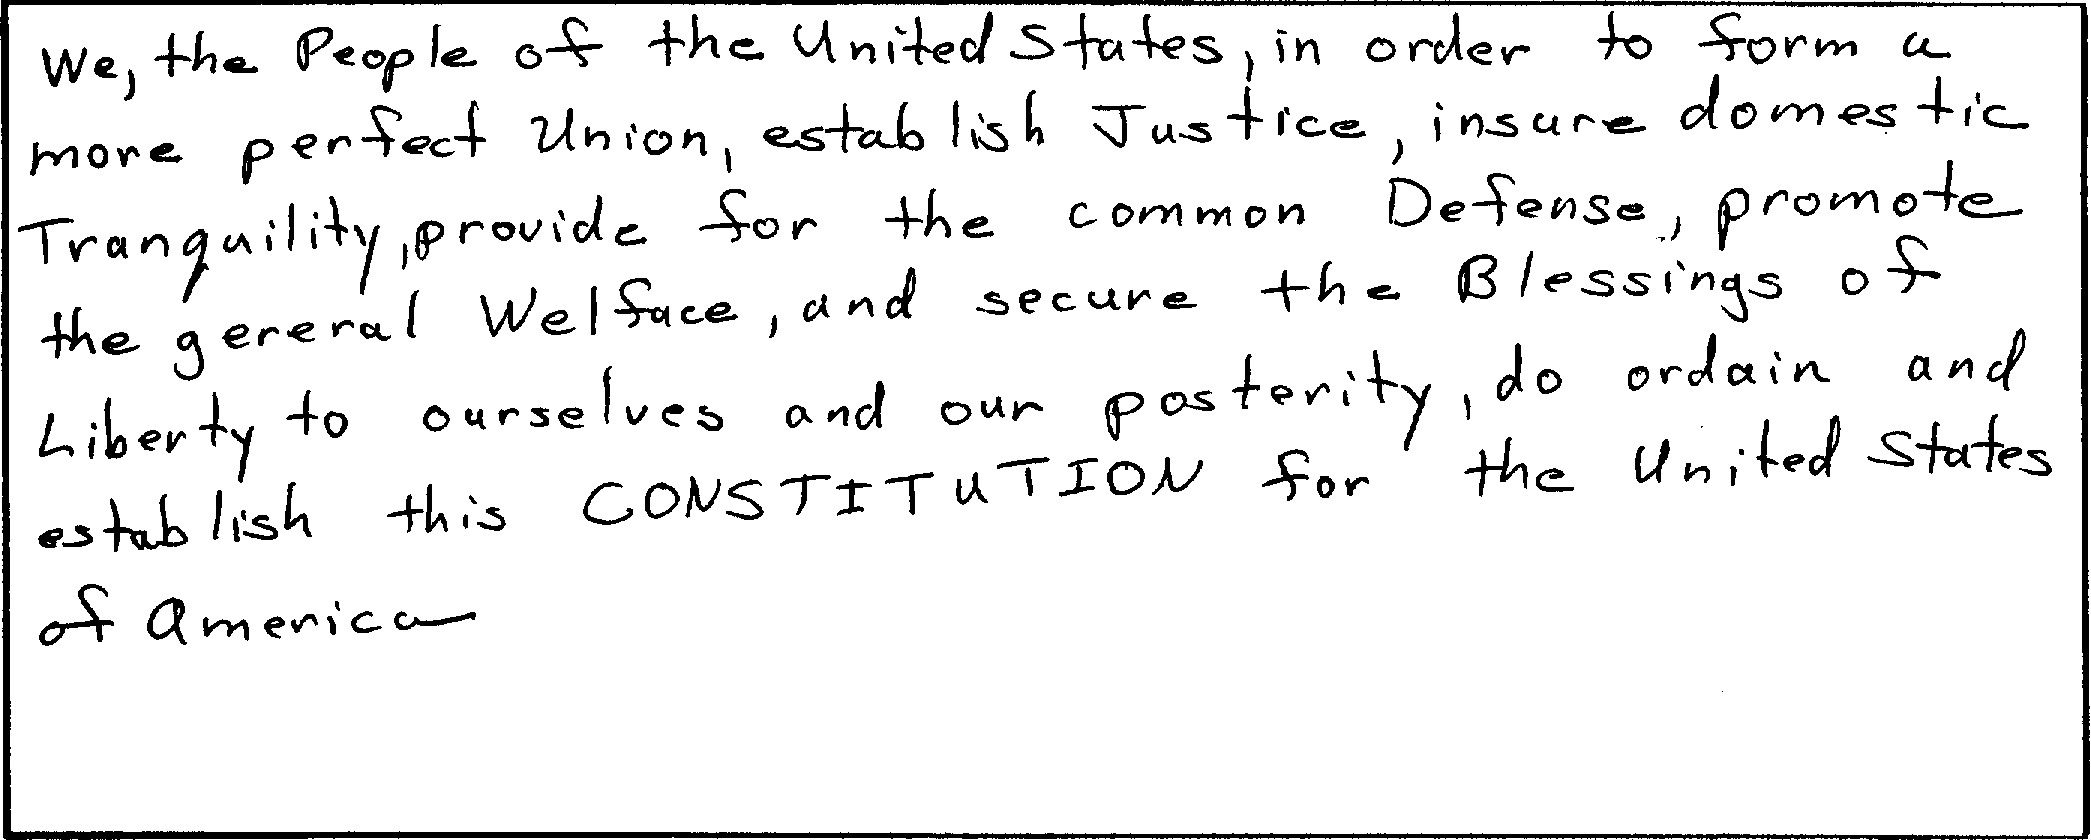 We, the People of the United States, in order to form a
more perfect Union, establish Justice, insure domestic
Tranquility, provide for the common Defense, promote
the gereral Welface, and secure the Blessings of
Liberty to ourselves and our posterity, do ordain and
establish this CONSTITUTION for the United States
of America